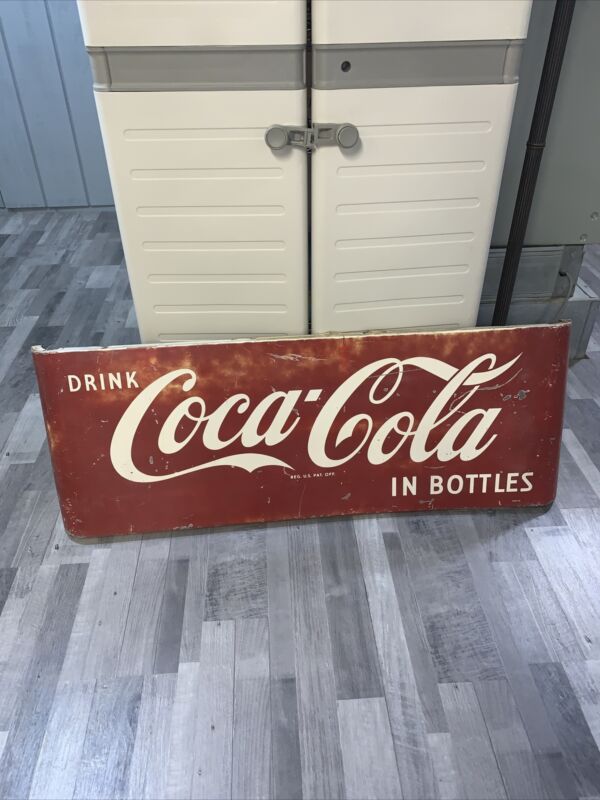 DRINK
Coca-Cola
REG. U.S. PAT. OFF.
IN BOTTLES